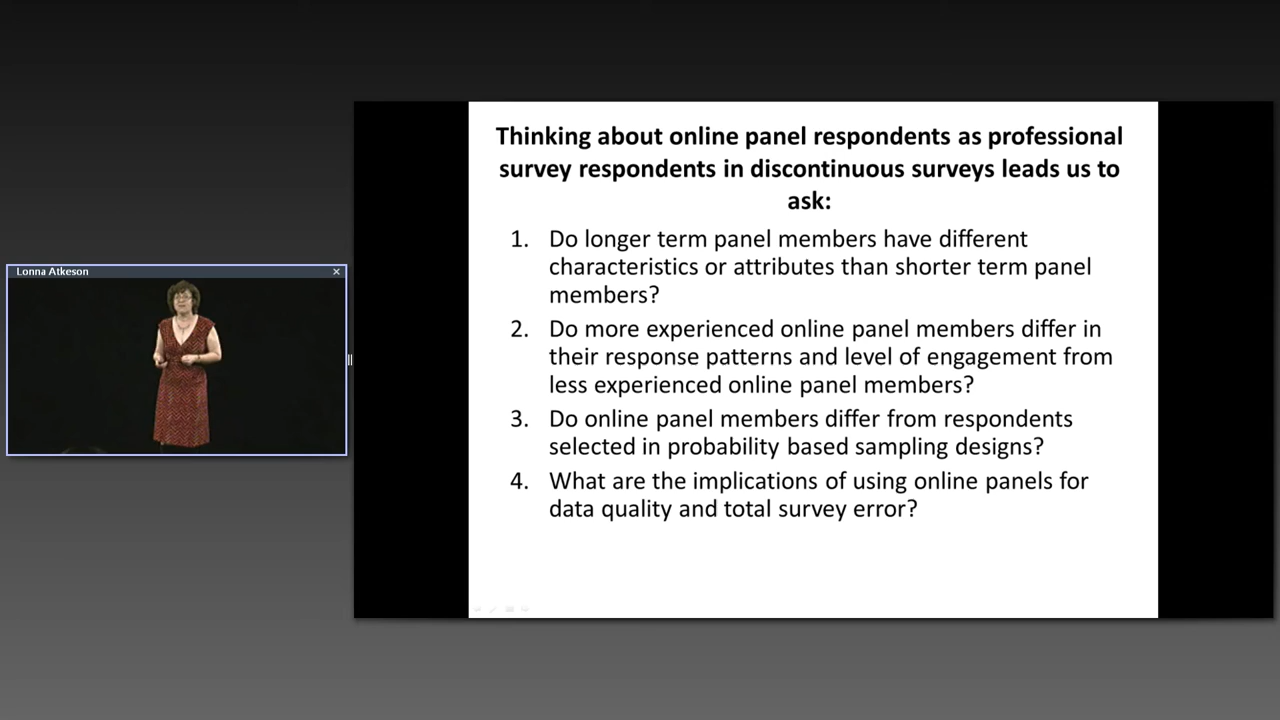 Lonna Atkeson
Thinking about online panel respondents as professional
survey respondents in discontinuous surveys leads us to
ask:
1. Do longer term panel members have different
characteristics or attributes than shorter term panel
members?
2. Do more experienced online panel members differ in
their response patterns and level of engagement from
less experienced online panel members?
3. Do online panel members differ from respondents
selected in probability based sampling designs?
4. What are the implications of using online panels for
data quality and total survey error?